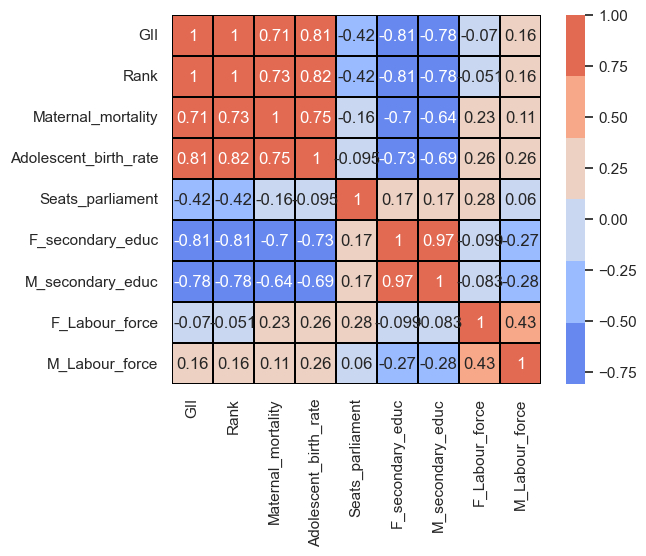 GII 1 1 0.71 0.81 -0.42 -0.81 -0.78 -0.07 0.16
Rank 1 1 0.73 0.82 -0.42 -0.81 -0.78 -0.051 0.16
Maternal_mortality 0.71 0.73 1 0.75 -0.16 -0.7 -0.64 0.23 0.11
Adolescent_birth_rate 0.81 0.82 0.75 1 -0.095 -0.73 -0.69 0.26 0.26
Seats_parliament -0.42 -0.42 -0.16 -0.095 1 0.17 0.17 0.28 0.06
F_secondary_educ -0.81 -0.81 -0.7 -0.73 0.17 1 0.97 -0.099 -0.27
M_secondary_educ -0.78 -0.78 -0.64 -0.69 0.17 0.97 1 -0.083 -0.28
F_Labour_force -0.07 -0.051 0.23 0.26 0.28 -0.099 -0.083 1 0.43
M_Labour_force 0.16 0.16 0.11 0.26 0.06 -0.27 -0.28 0.43 1
GII
Rank
Maternal_mortality
Adolescent_birth_rate
Seats_parliament
F_secondary_educ
M_secondary_educ
F_Labour_force
M_Labour_force
1.00
0.75
0.50
0.25
0.00
-0.25
-0.50
-0.75